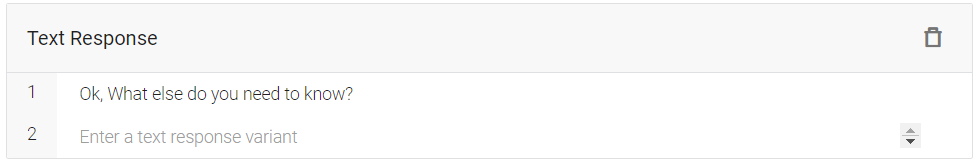 Text Response
1 Ok, What else do you need to know?
2 Enter a text response variant